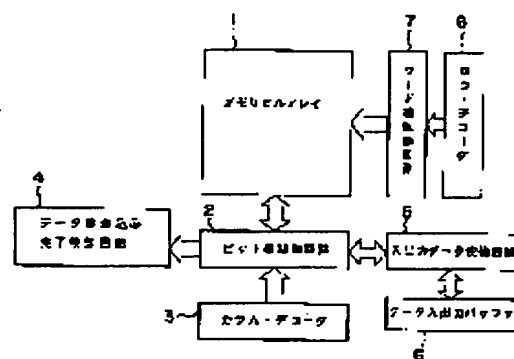 1
7
8
メモリセルアレイ
ワード線制御回路
ロウ・デコーダ
4
データ書き込み
完了検知回路
2
ビット線制御回路
5
入出力データ変換回路
3
カラム・デコーダ
データ入出力バッファ
6